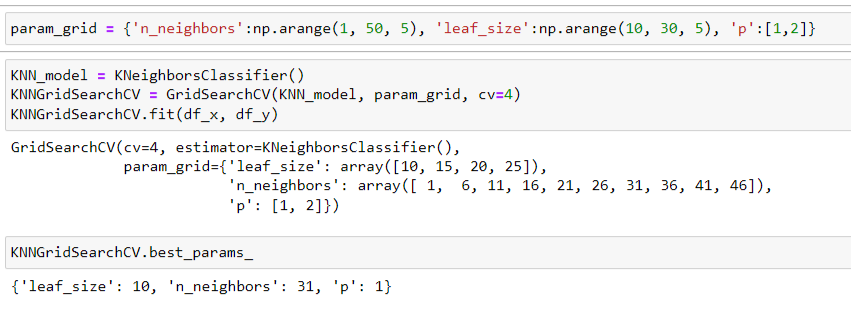 param_grid = {'n_neighbors':np.arange(1, 50, 5), 'leaf_size':np.arange(10, 30, 5), 'p':[1,2]}
KNN_model = KNeighborsClassifier()
KNNGridSearchCV = GridSearchCV(KNN_model, param_grid, cv=4)
KNNGridSearchCV.fit(df_x, df_y)
GridSearchCV(cv=4, estimator=KNeighborsClassifier(),
             param_grid={'leaf_size': array([10, 15, 20, 25]),
                         'n_neighbors': array([ 1,  6, 11, 16, 21, 26, 31, 36, 41, 46]),
                         'p': [1, 2]})
KNNGridSearchCV.best_params_
{'leaf_size': 10, 'n_neighbors': 31, 'p': 1}